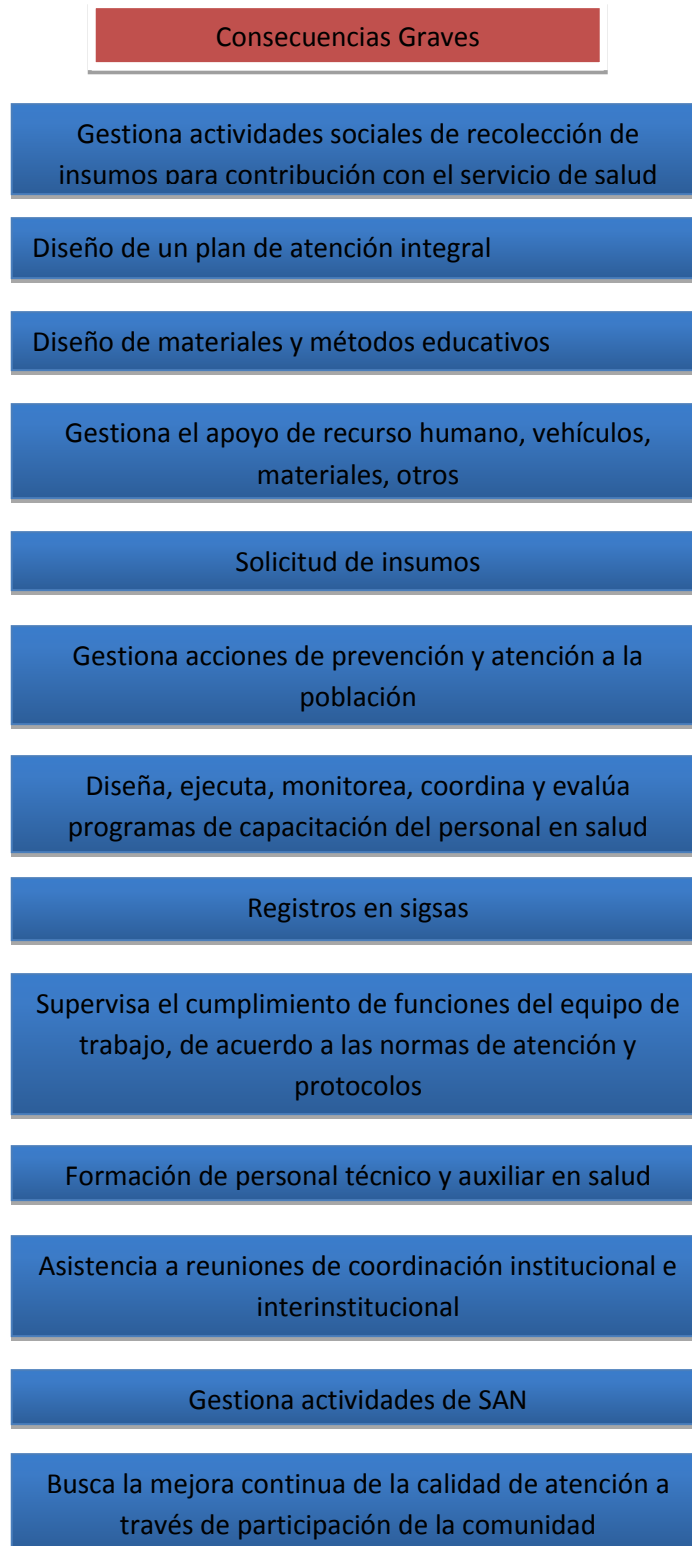 Consecuencias Graves
Gestiona actividades sociales de recolección de
insumos para contribución con el servicio de salud
Diseño de un plan de atención integral
Diseño de materiales y métodos educativos
Gestiona el apoyo de recurso humano, vehículos,
materiales, otros
Solicitud de insumos
Gestiona acciones de prevención y atención a la
población
Diseña, ejecuta, monitorea, coordina y evalúa
programas de capacitación del personal en salud
Registros en sigsas
Supervisa el cumplimiento de funciones del equipo de
trabajo, de acuerdo a las normas de atención y
protocolos
Formación de personal técnico y auxiliar en salud
Asistencia a reuniones de coordinación institucional e
interinstitucional
Gestiona actividades de SAN
Busca la mejora continua de la calidad de atención a
través de participación de la comunidad